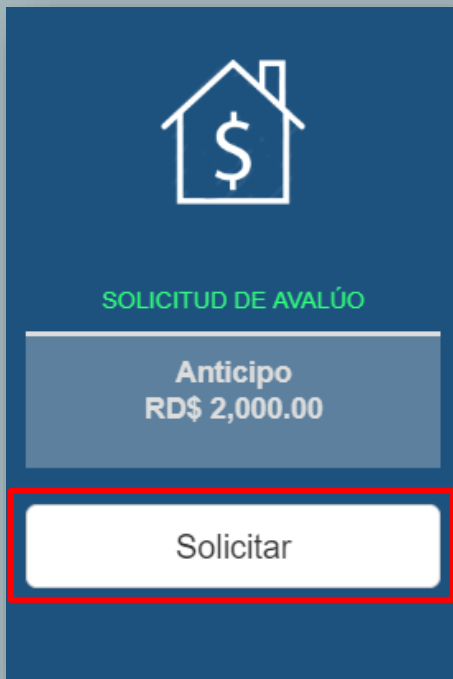 $
SOLICITUD DE AVALÚO
Anticipo
RD$ 2,000.00
Solicitar